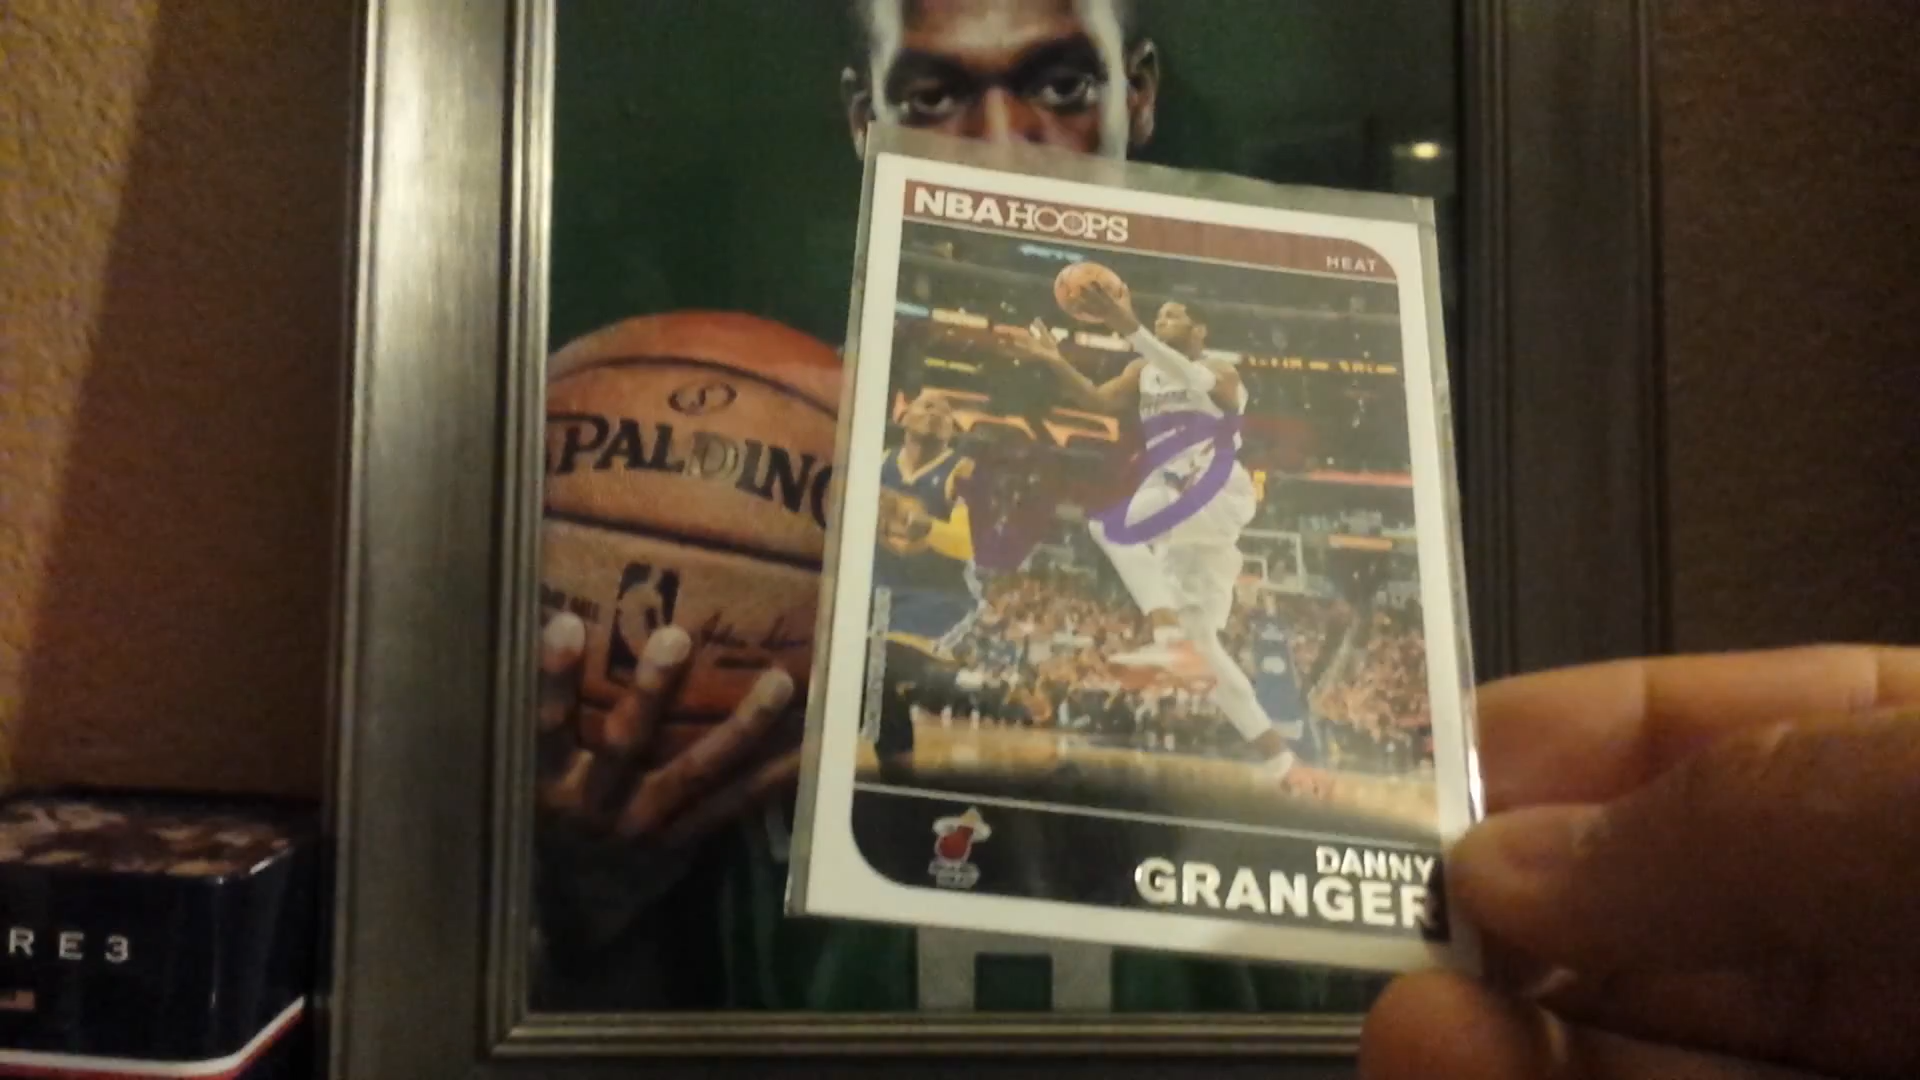 NBA HOOPS
HEAT
SPALDING
DANNY
GRANGER
RE3